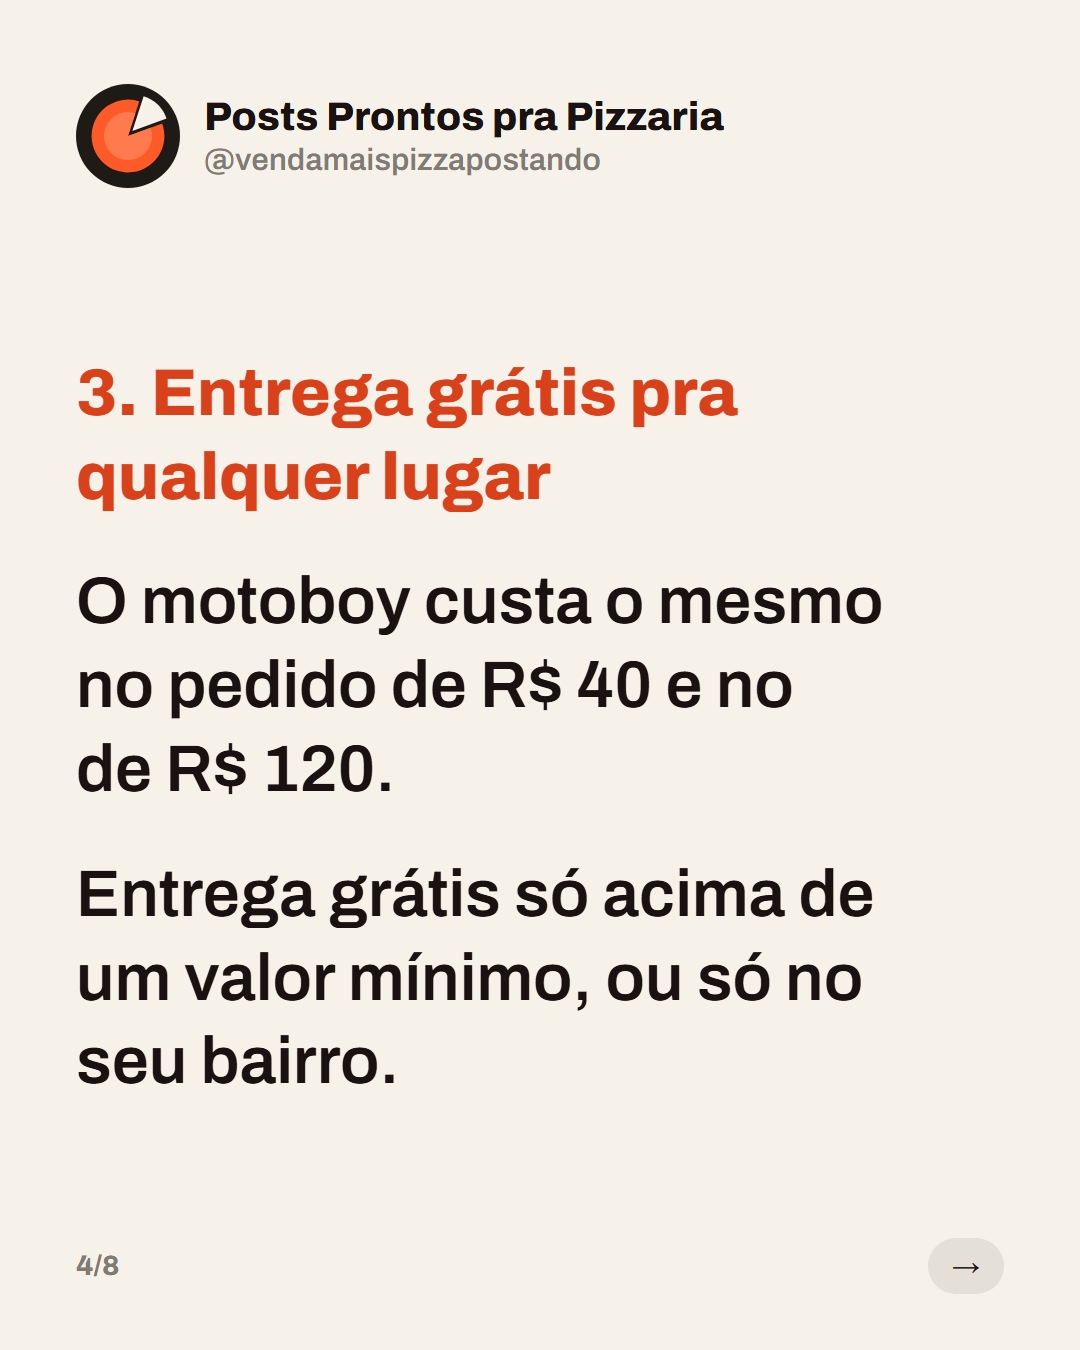 Posts Prontos pra Pizzaria
@vendamaispizzapostando
3. Entrega grátis pra
qualquer lugar
O motoboy custa o mesmo
no pedido de R$ 40 e no
de R$ 120.
Entrega grátis só acima de
um valor mínimo, ou só no
seu bairro.
4/8
→